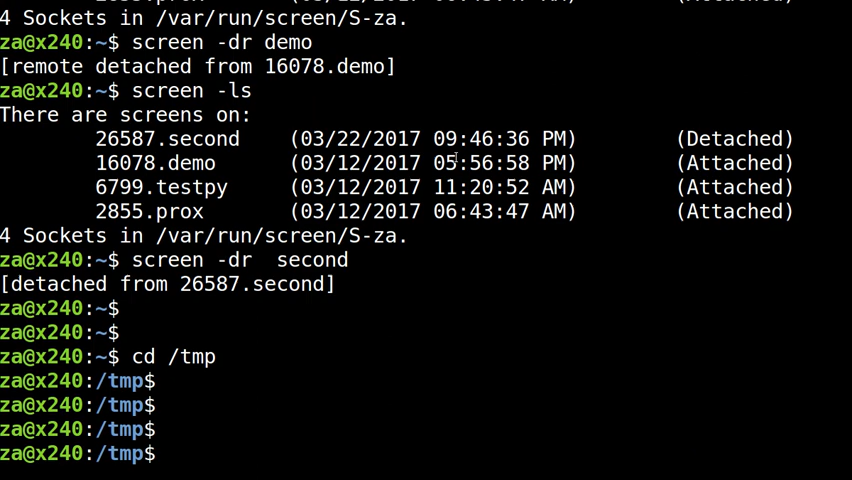 4 Sockets in /var/run/screen/S-za.
za@x240:~$ screen -dr demo
[remote detached from 16078.demo]
za@x240:~$ screen -ls
There are screens on:
26587.second (03/22/2017 09:46:36 PM) (Detached)
16078.demo (03/12/2017 05:56:58 PM) (Attached)
6799.testpy (03/12/2017 11:20:52 AM) (Attached)
2855.prox (03/12/2017 06:43:47 AM) (Attached)
4 Sockets in /var/run/screen/S-za.
za@x240:~$ screen -dr  second
[detached from 26587.second]
za@x240:~$
za@x240:~$
za@x240:~$ cd /tmp
za@x240:/tmp$
za@x240:/tmp$
za@x240:/tmp$
za@x240:/tmp$